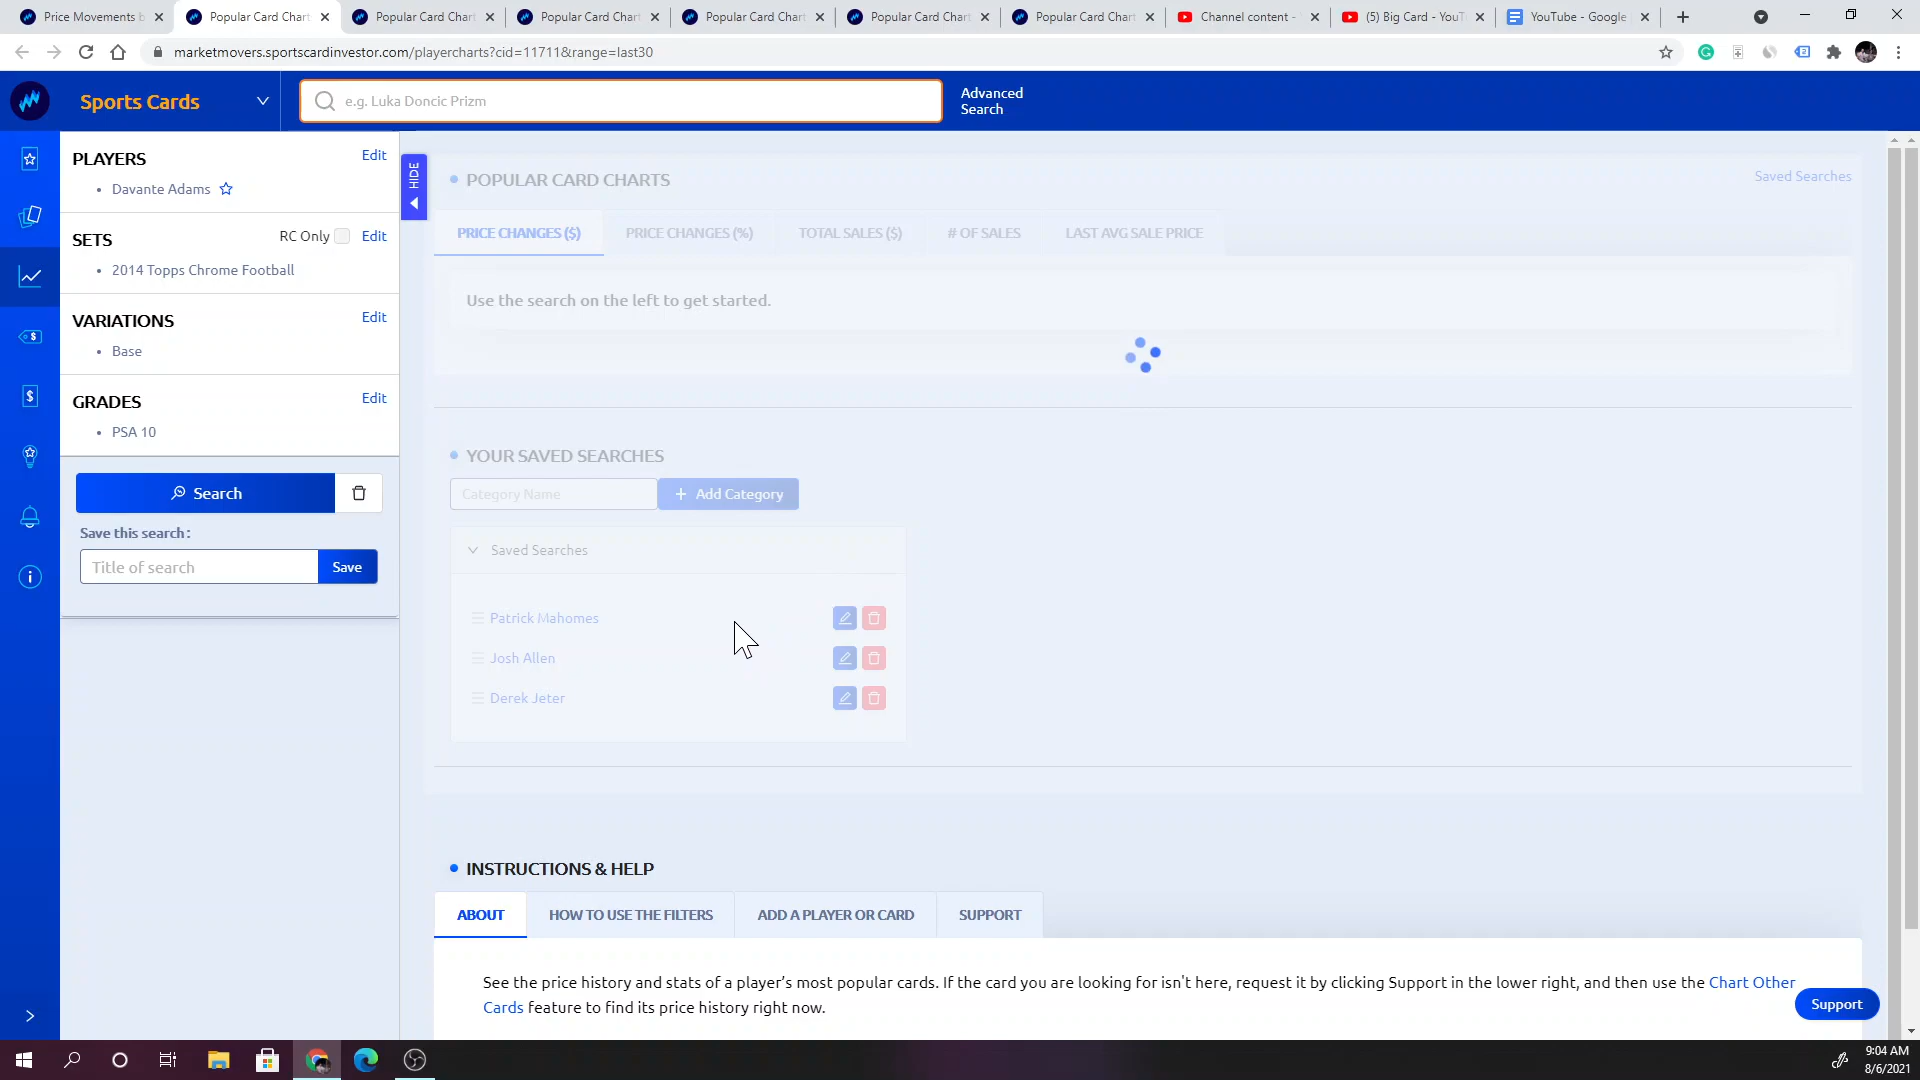 Price Movements b
Popular Card Chart
Popular Card Chart
Popular Card Chart
Popular Card Chart
Popular Card Chart
Popular Card Chart
Channel content -
(5) Big Card - YouT
YouTube - Google
marketmovers.sportscardinvestor.com/playercharts?cid=11711&range=last30
Sports Cards
e.g. Luka Doncic Prizm
Advanced
Search
PLAYERS
Edit
Davante Adams
SETS
RC Only
Edit
2014 Topps Chrome Football
VARIATIONS
Edit
Base
GRADES
Edit
PSA 10
Search
Save this search:
Title of search
Save
HIDE
POPULAR CARD CHARTS
Saved Searches
PRICE CHANGES ($)
PRICE CHANGES (%)
TOTAL SALES ($)
# OF SALES
LAST AVG SALE PRICE
Use the search on the left to get started.
YOUR SAVED SEARCHES
Category Name
+ Add Category
Saved Searches
Patrick Mahomes
Josh Allen
Derek Jeter
INSTRUCTIONS & HELP
ABOUT
HOW TO USE THE FILTERS
ADD A PLAYER OR CARD
SUPPORT
See the price history and stats of a player's most popular cards. If the card you are looking for isn't here, request it by clicking Support in the lower right, and then use the Chart Other
Cards feature to find its price history right now.
Support
9:04 AM
8/6/2021